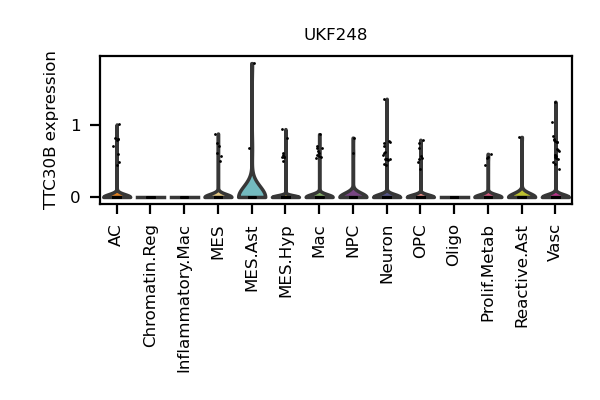 UKF248
TTC30B expression
1
0
AC
Chromatin.Reg
Inflammatory.Mac
MES
MES.Ast
MES.Hyp
Mac
NPC
Neuron
OPC
Oligo
Prolif.Metab
Reactive.Ast
Vasc